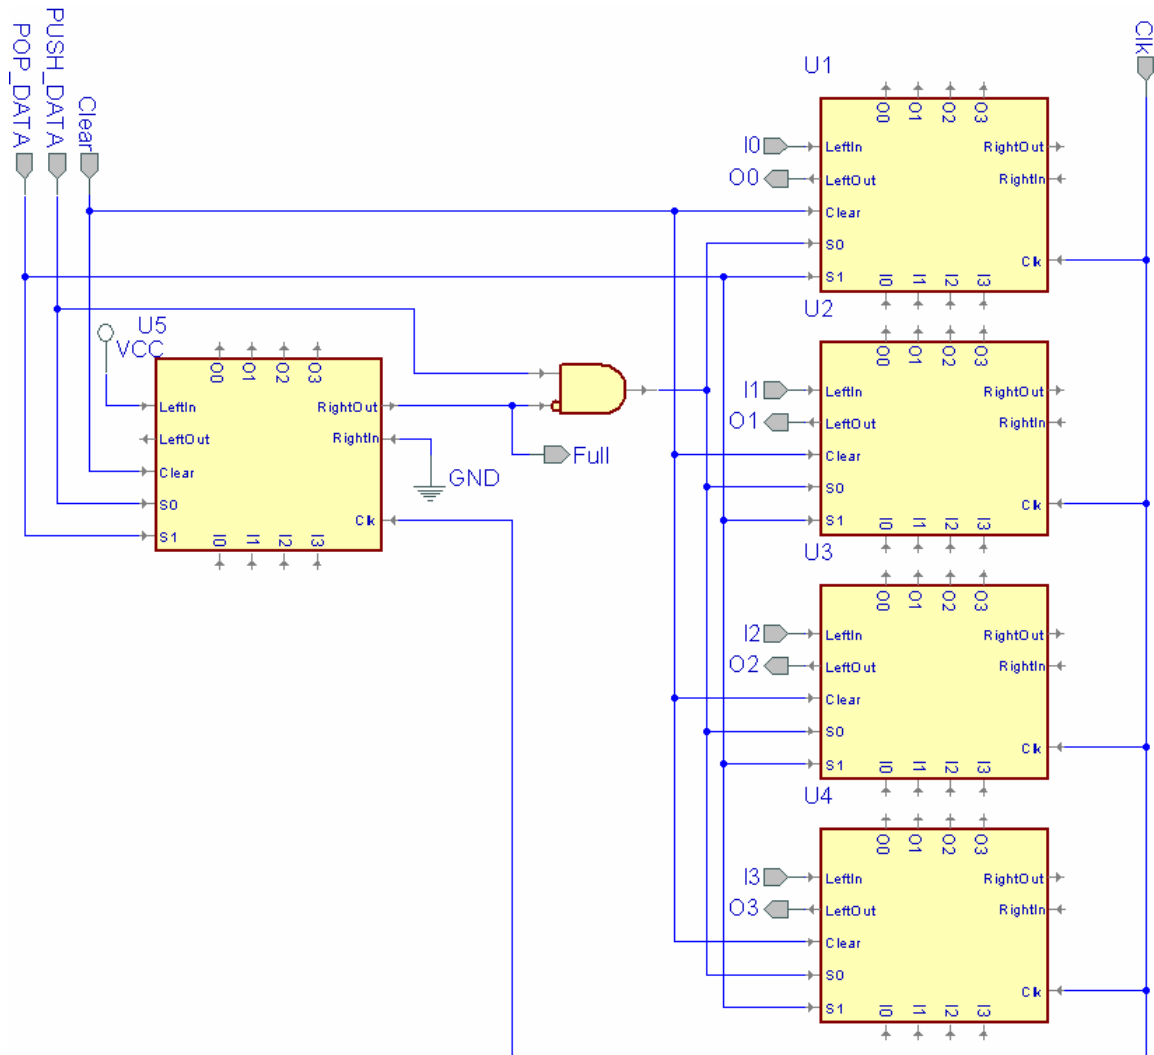 POP_DATA
PUSH_DATA
Clear
Clk
U1
O0 O1 O2 O3
I0
LeftIn
RightOut
O0
LeftOut
RightIn
Clear
S0
S1
Clk
I0 I1 I2 I3
U2
O0 O1 O2 O3
I1
LeftIn
RightOut
O1
LeftOut
RightIn
Clear
S0
S1
Clk
I0 I1 I2 I3
U5
VCC
O0 O1 O2 O3
LeftIn
RightOut
LeftOut
RightIn
Clear
S0
S1
Clk
I0 I1 I2 I3
GND
Full
U3
O0 O1 O2 O3
I2
LeftIn
RightOut
O2
LeftOut
RightIn
Clear
S0
S1
Clk
I0 I1 I2 I3
U4
O0 O1 O2 O3
I3
LeftIn
RightOut
O3
LeftOut
RightIn
Clear
S0
S1
Clk
I0 I1 I2 I3